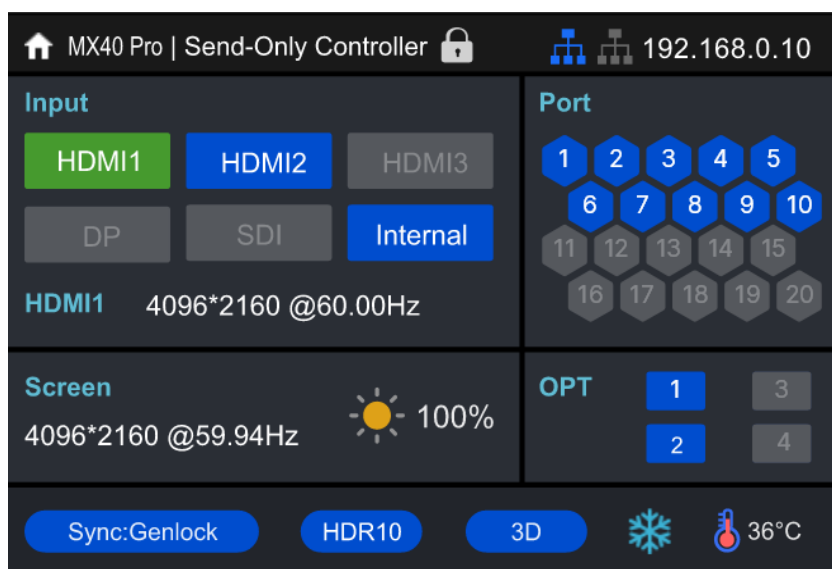 MX40 Pro | Send-Only Controller 192.168.0.10
Input
HDMI1 HDMI2 HDMI3
DP SDI Internal
HDMI1 4096*2160 @60.00Hz
Port
1 2 3 4 5
6 7 8 9 10
11 12 13 14 15
16 17 18 19 20
Screen
4096*2160 @59.94Hz 100%
OPT 1 3
2 4
Sync:Genlock HDR10 3D 36°C